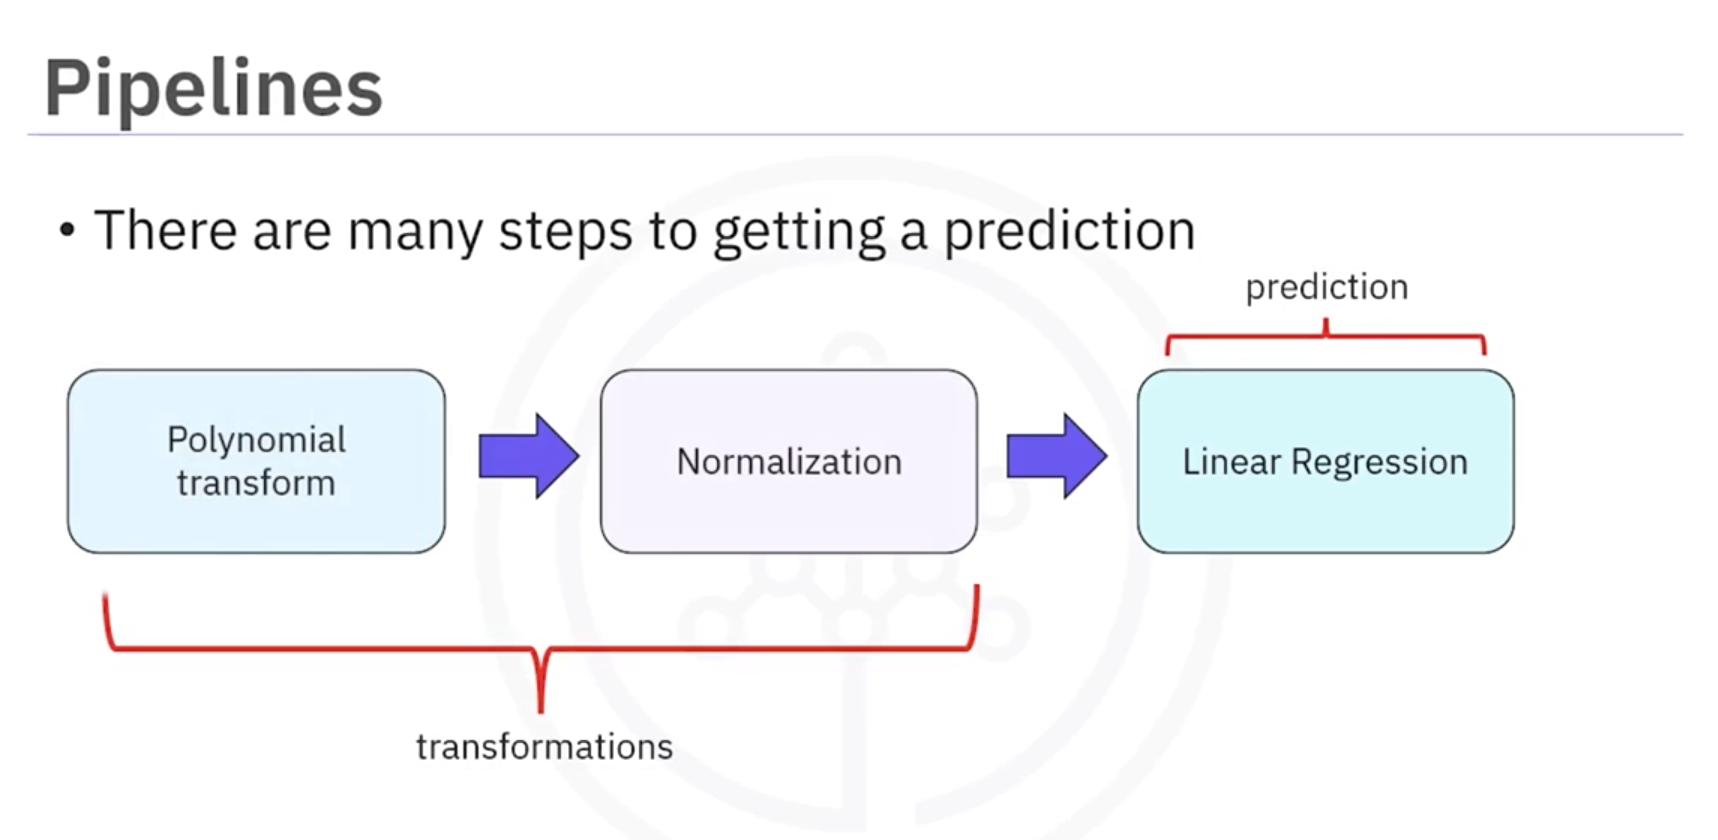 Pipelines
• There are many steps to getting a prediction
prediction
Polynomial
transform
Normalization
Linear Regression
transformations